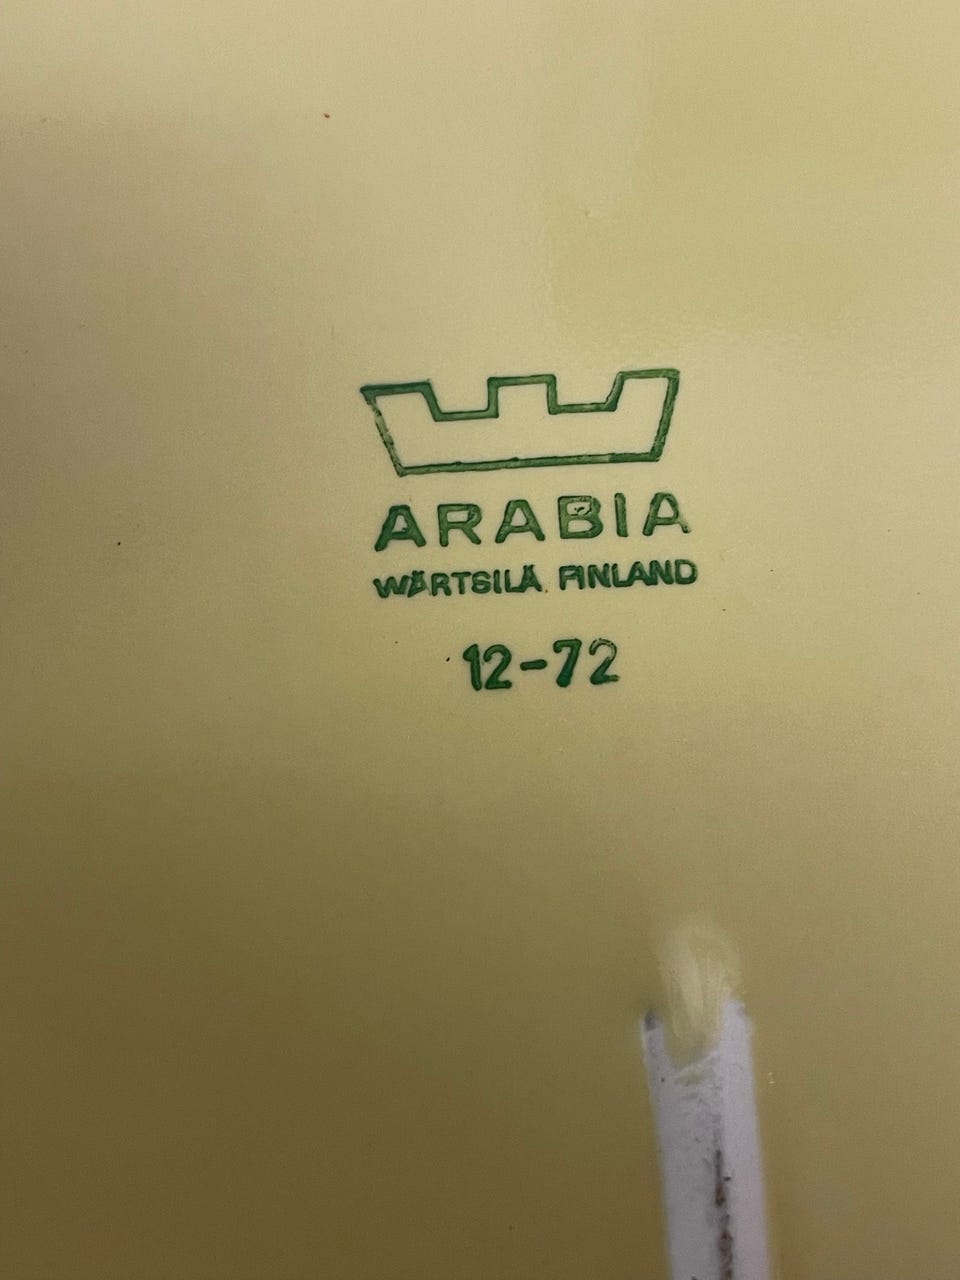 ARABIA
WÄRTSILÄ FINLAND
12-72